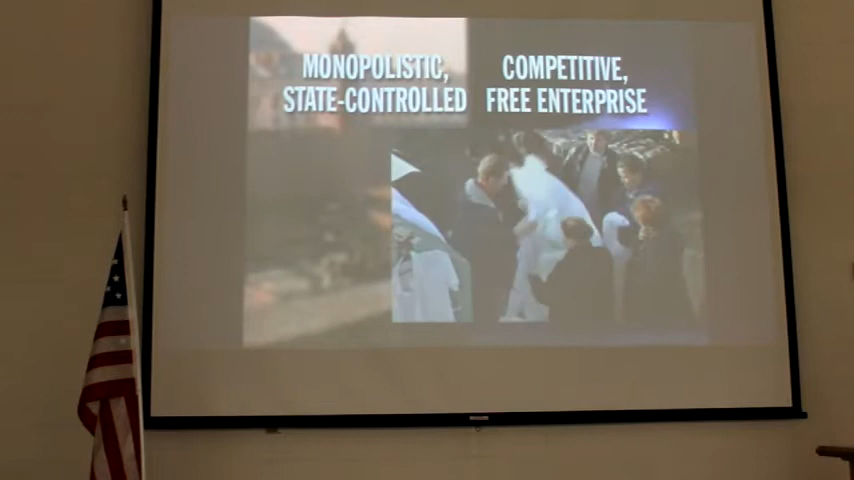 MONOPOLISTIC,
STATE-CONTROLLED
COMPETITIVE,
FREE ENTERPRISE